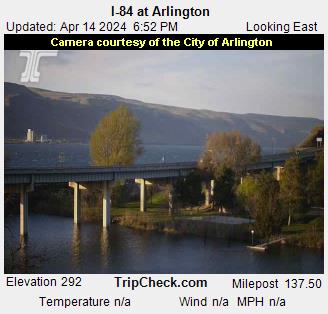 I-84 at Arlington
Updated: Apr 14 2024 6:52 PM Looking East
Camera courtesy of the City of Arlington
Elevation 292 TripCheck.com Milepost 137.50
Temperature n/a Wind n/a MPH n/a